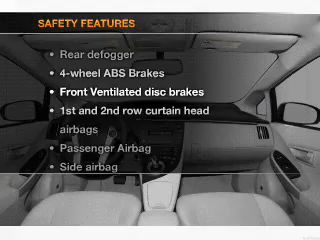 SAFETY FEATURES
• Rear defogger
• 4-wheel ABS Brakes
• Front Ventilated disc brakes
• 1st and 2nd row curtain head
airbags
• Passenger Airbag
• Side airbag